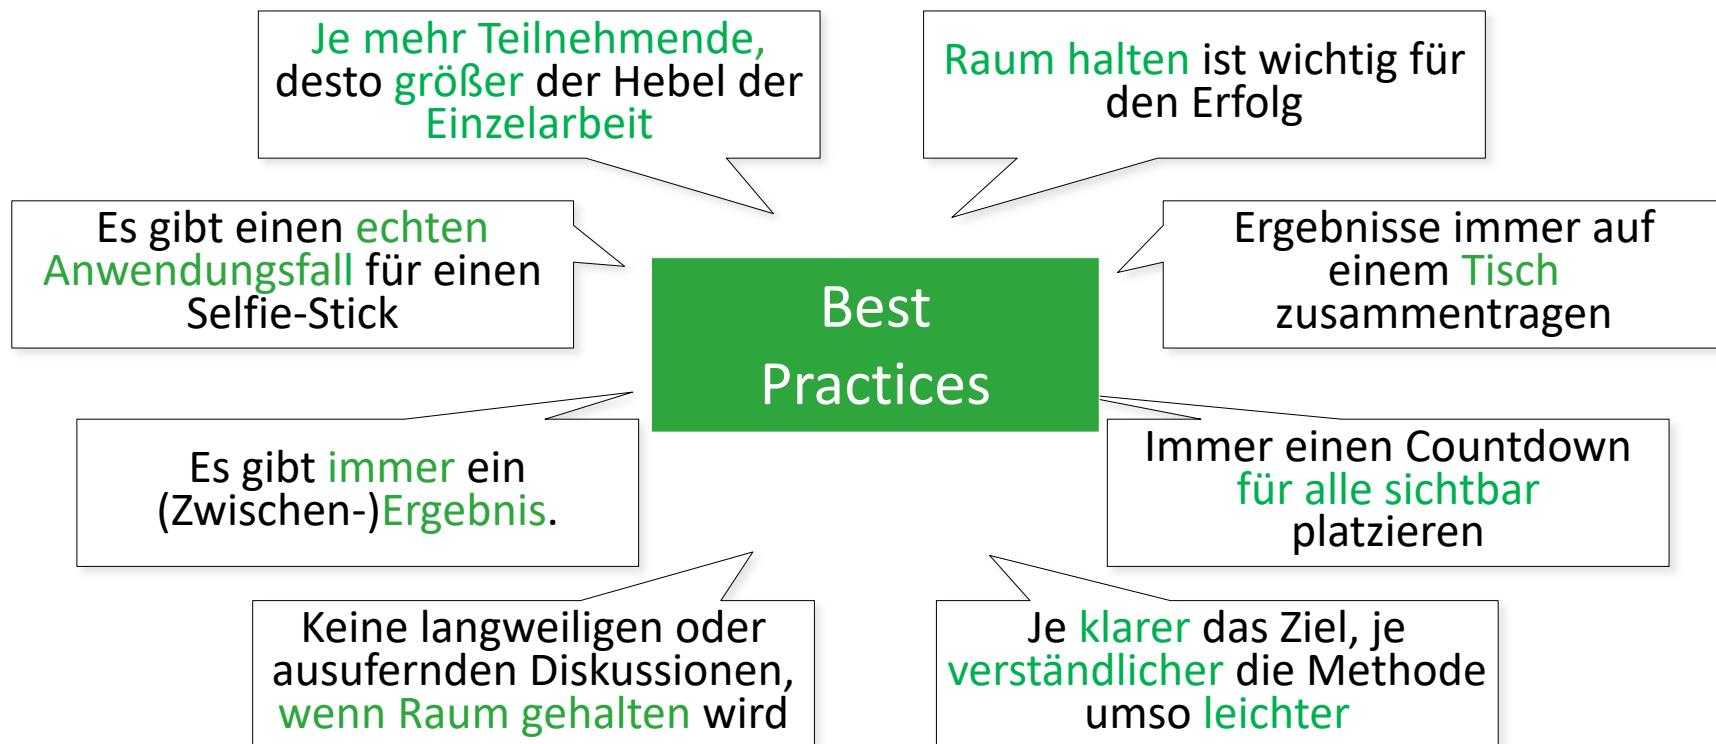 Je mehr Teilnehmende,
desto größer der Hebel der
Einzelarbeit
Raum halten ist wichtig für
den Erfolg
Es gibt einen echten
Anwendungsfall für einen
Selfie-Stick
Ergebnisse immer auf
einem Tisch
zusammentragen
Best
Practices
Es gibt immer ein
(Zwischen-)Ergebnis.
Immer einen Countdown
für alle sichtbar
platzieren
Keine langweiligen oder
ausufernden Diskussionen,
wenn Raum gehalten wird
Je klarer das Ziel, je
verständlicher die Methode
umso leichter